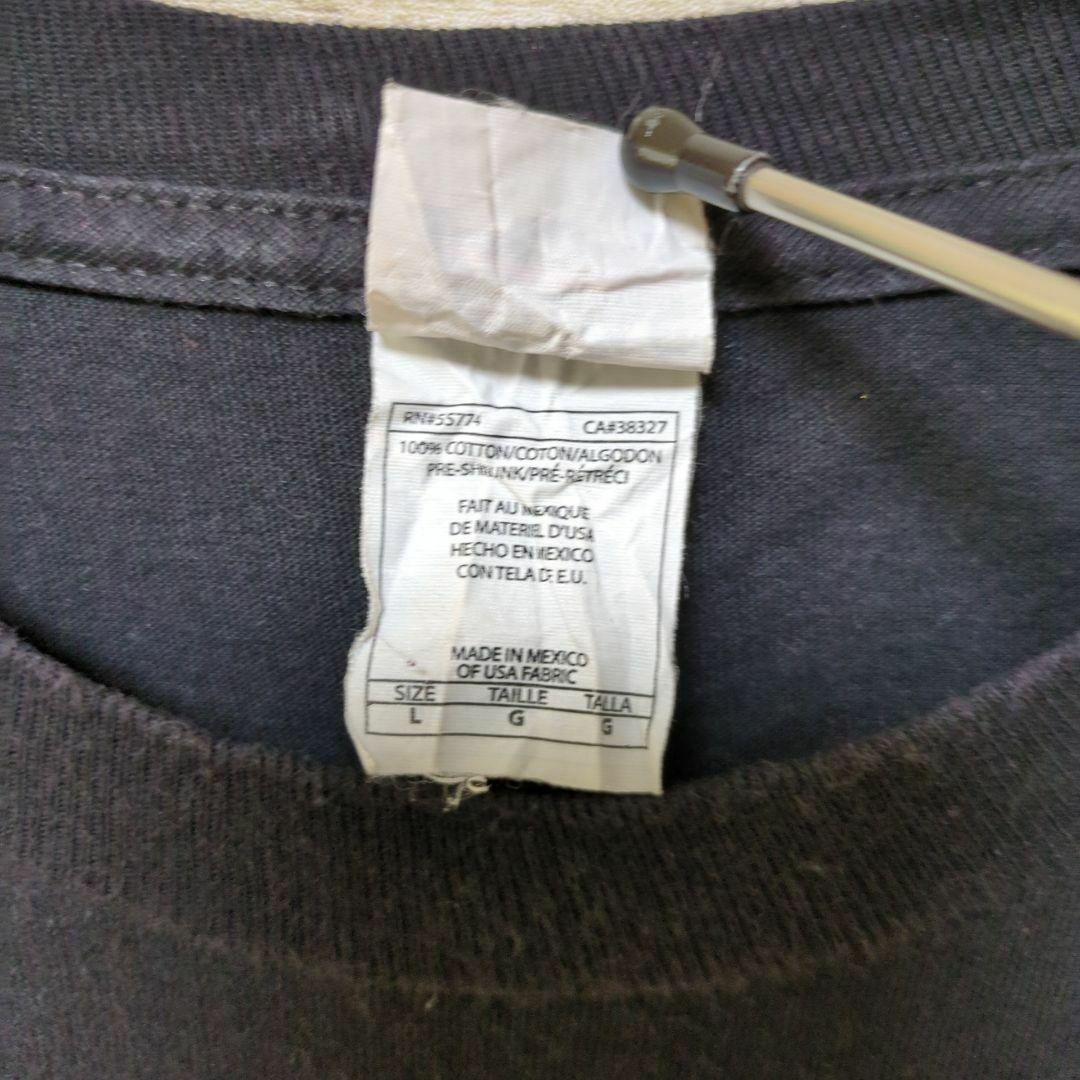 RN#55774 CA#38327
100% COTTON/COTON/ALGODON
PRE-SHRUNK/PRÉ-RÉTRÉCI
FAIT AU MEXIQUE
DE MATERIEL D'USA
HECHO EN MEXICO
CON TELA DE E.U.
MADE IN MEXICO
OF USA FABRIC
SIZE TAILLE TALLA
L G G